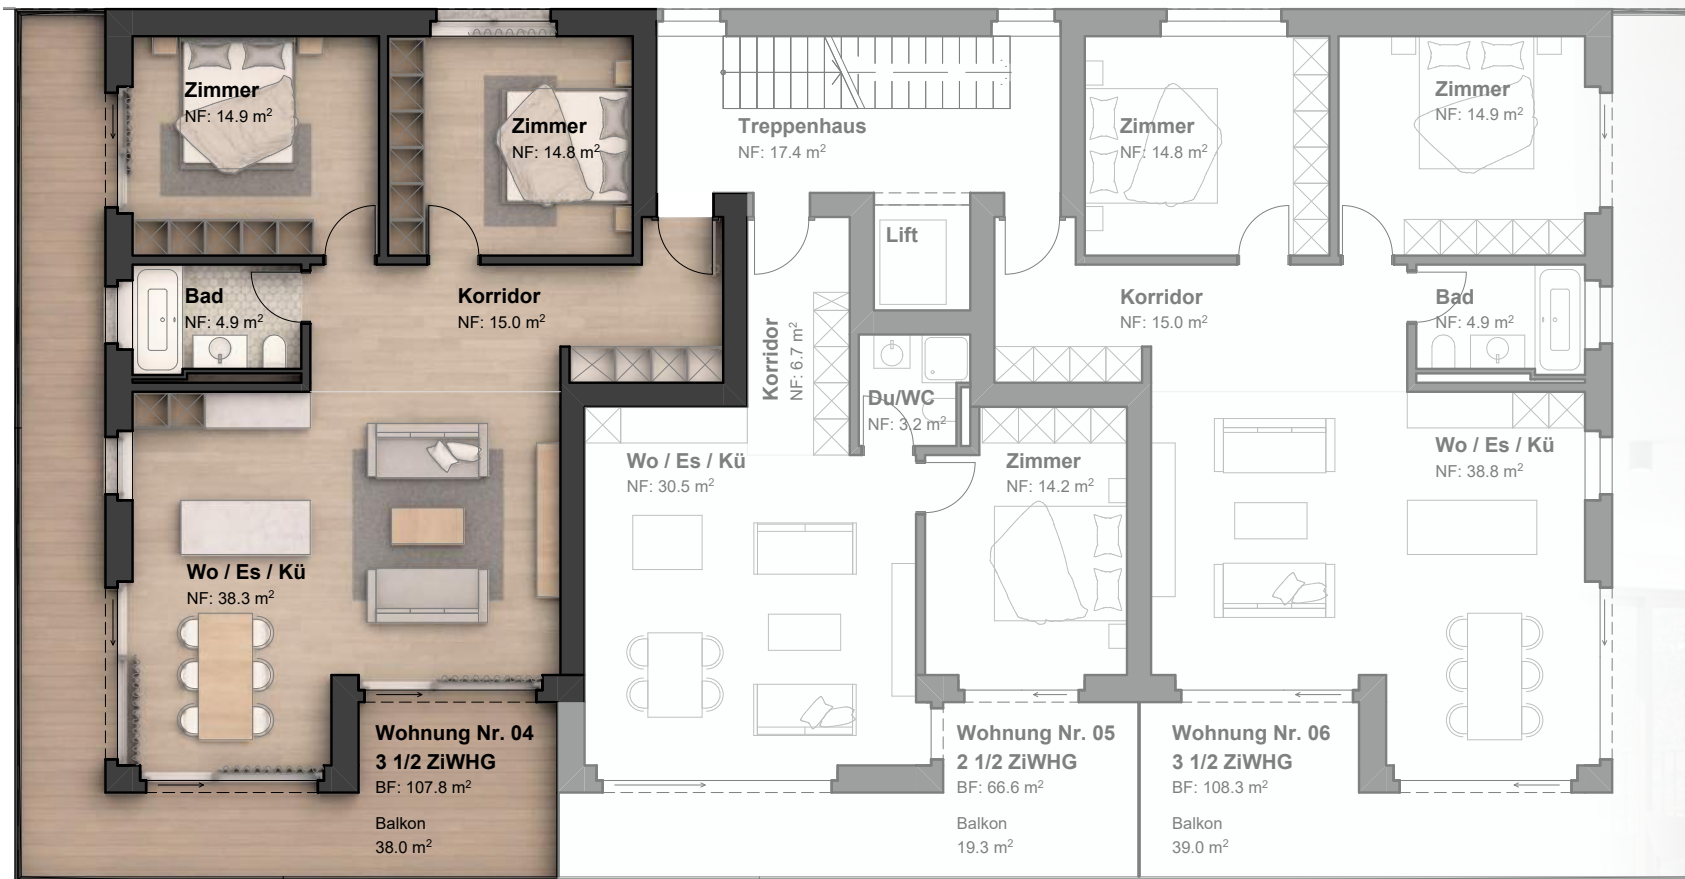 Zimmer
NF: 14.9 m²
Zimmer
NF: 14.8 m²
Treppenhaus
NF: 17.4 m²
Zimmer
NF: 14.8 m²
Zimmer
NF: 14.9 m²
Lift
Bad
NF: 4.9 m²
Korridor
NF: 15.0 m²
Korridor
NF: 6.7 m²
Korridor
NF: 15.0 m²
Bad
NF: 4.9 m²
Du/WC
NF: 3.2 m²
Wo / Es / Kü
NF: 30.5 m²
Zimmer
NF: 14.2 m²
Wo / Es / Kü
NF: 38.8 m²
Wo / Es / Kü
NF: 38.3 m²
Wohnung Nr. 04
3 1/2 ZiWHG
BF: 107.8 m²
Balkon
38.0 m²
Wohnung Nr. 05
2 1/2 ZiWHG
BF: 66.6 m²
Balkon
19.3 m²
Wohnung Nr. 06
3 1/2 ZiWHG
BF: 108.3 m²
Balkon
39.0 m²